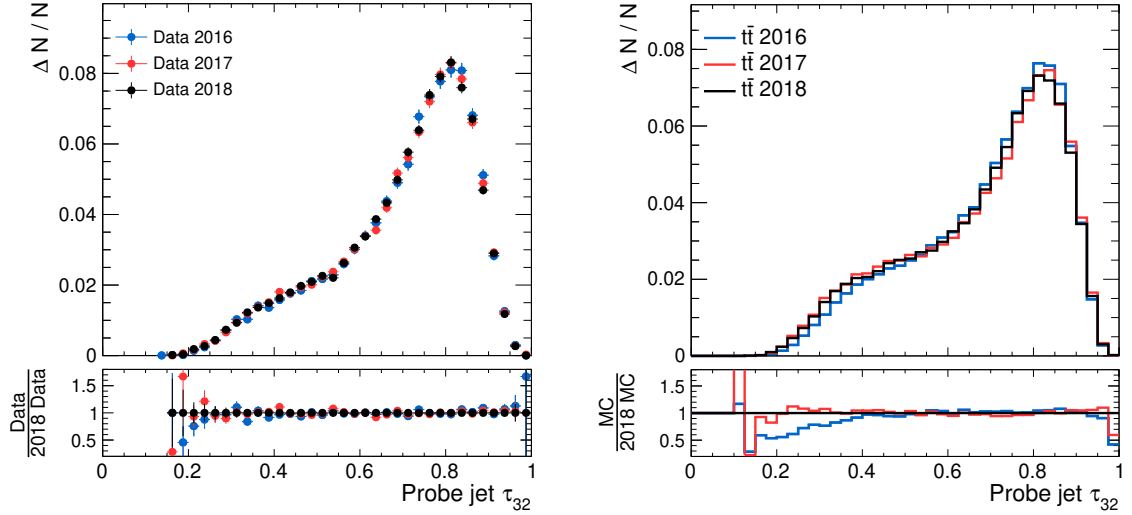 Δ N / N
0.08
0.06
0.04
0.02
0
Data 2016
Data 2017
Data 2018
Data
2018 Data
1.5
1
0.5
0 0.2 0.4 0.6 0.8 1
Probe jet τ32
Δ N / N
0.08
0.06
0.04
0.02
0
tt̄ 2016
tt̄ 2017
tt̄ 2018
MC
2018 MC
1.5
1
0.5
0 0.2 0.4 0.6 0.8 1
Probe jet τ32